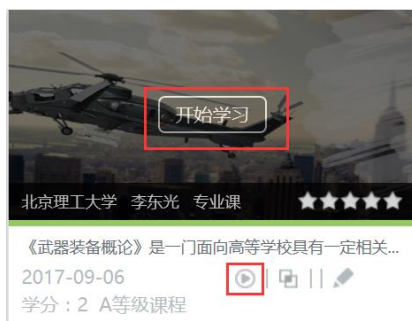 开始学习
北京理工大学 李东光 专业课
《武器装备概论》是一门面向高等学校具有一定相关...
2017-09-06
学分：2 A等级课程